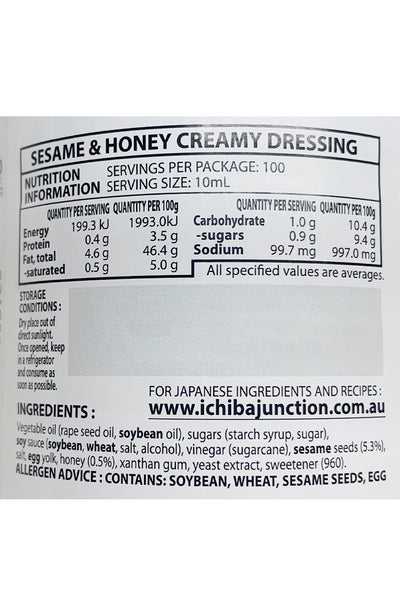 SESAME & HONEY CREAMY DRESSING
NUTRITION INFORMATION
SERVINGS PER PACKAGE: 100
SERVING SIZE: 10mL
QUANTITY PER SERVING QUANTITY PER 100g
Energy 199.3 kJ 1993.0kJ
Protein 0.4 g 3.5 g
Fat, total 4.6 g 46.4 g
-saturated 0.5 g 5.0 g
QUANTITY PER SERVING QUANTITY PER 100g
Carbohydrate 1.0 g 10.4 g
-sugars 0.9 g 9.4 g
Sodium 99.7 mg 997.0 mg
All specified values are averages.
STORAGE
CONDITIONS :
Dry place out of
direct sunlight.
Once opened, keep
in a refrigerator
and consume as
soon as possible.
FOR JAPANESE INGREDIENTS AND RECIPES :
www.ichibajunction.com.au
INGREDIENTS :
Vegetable oil (rape seed oil, soybean oil), sugars (starch syrup, sugar),
soy sauce (soybean, wheat, salt, alcohol), vinegar (sugarcane), sesame seeds (5.3%),
salt, egg yolk, honey (0.5%), xanthan gum, yeast extract, sweetener (960).
ALLERGEN ADVICE : CONTAINS: SOYBEAN, WHEAT, SESAME SEEDS, EGG